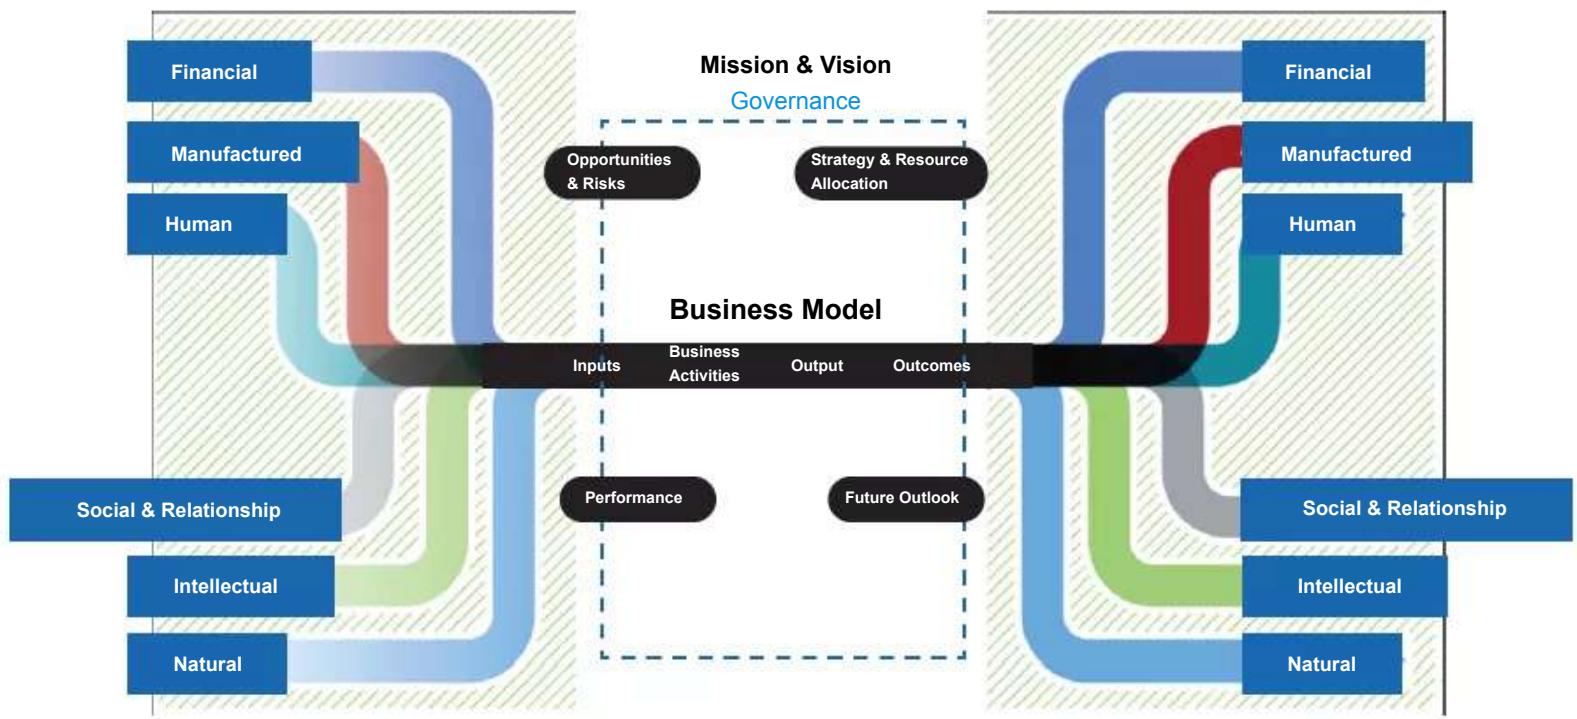 Financial
Manufactured
Human
Social & Relationship
Intellectual
Natural
Mission & Vision
Governance
Opportunities
& Risks
Strategy & Resource
Allocation
Business Model
Inputs
Business
Activities
Output
Outcomes
Performance
Future Outlook
Financial
Manufactured
Human
Social & Relationship
Intellectual
Natural